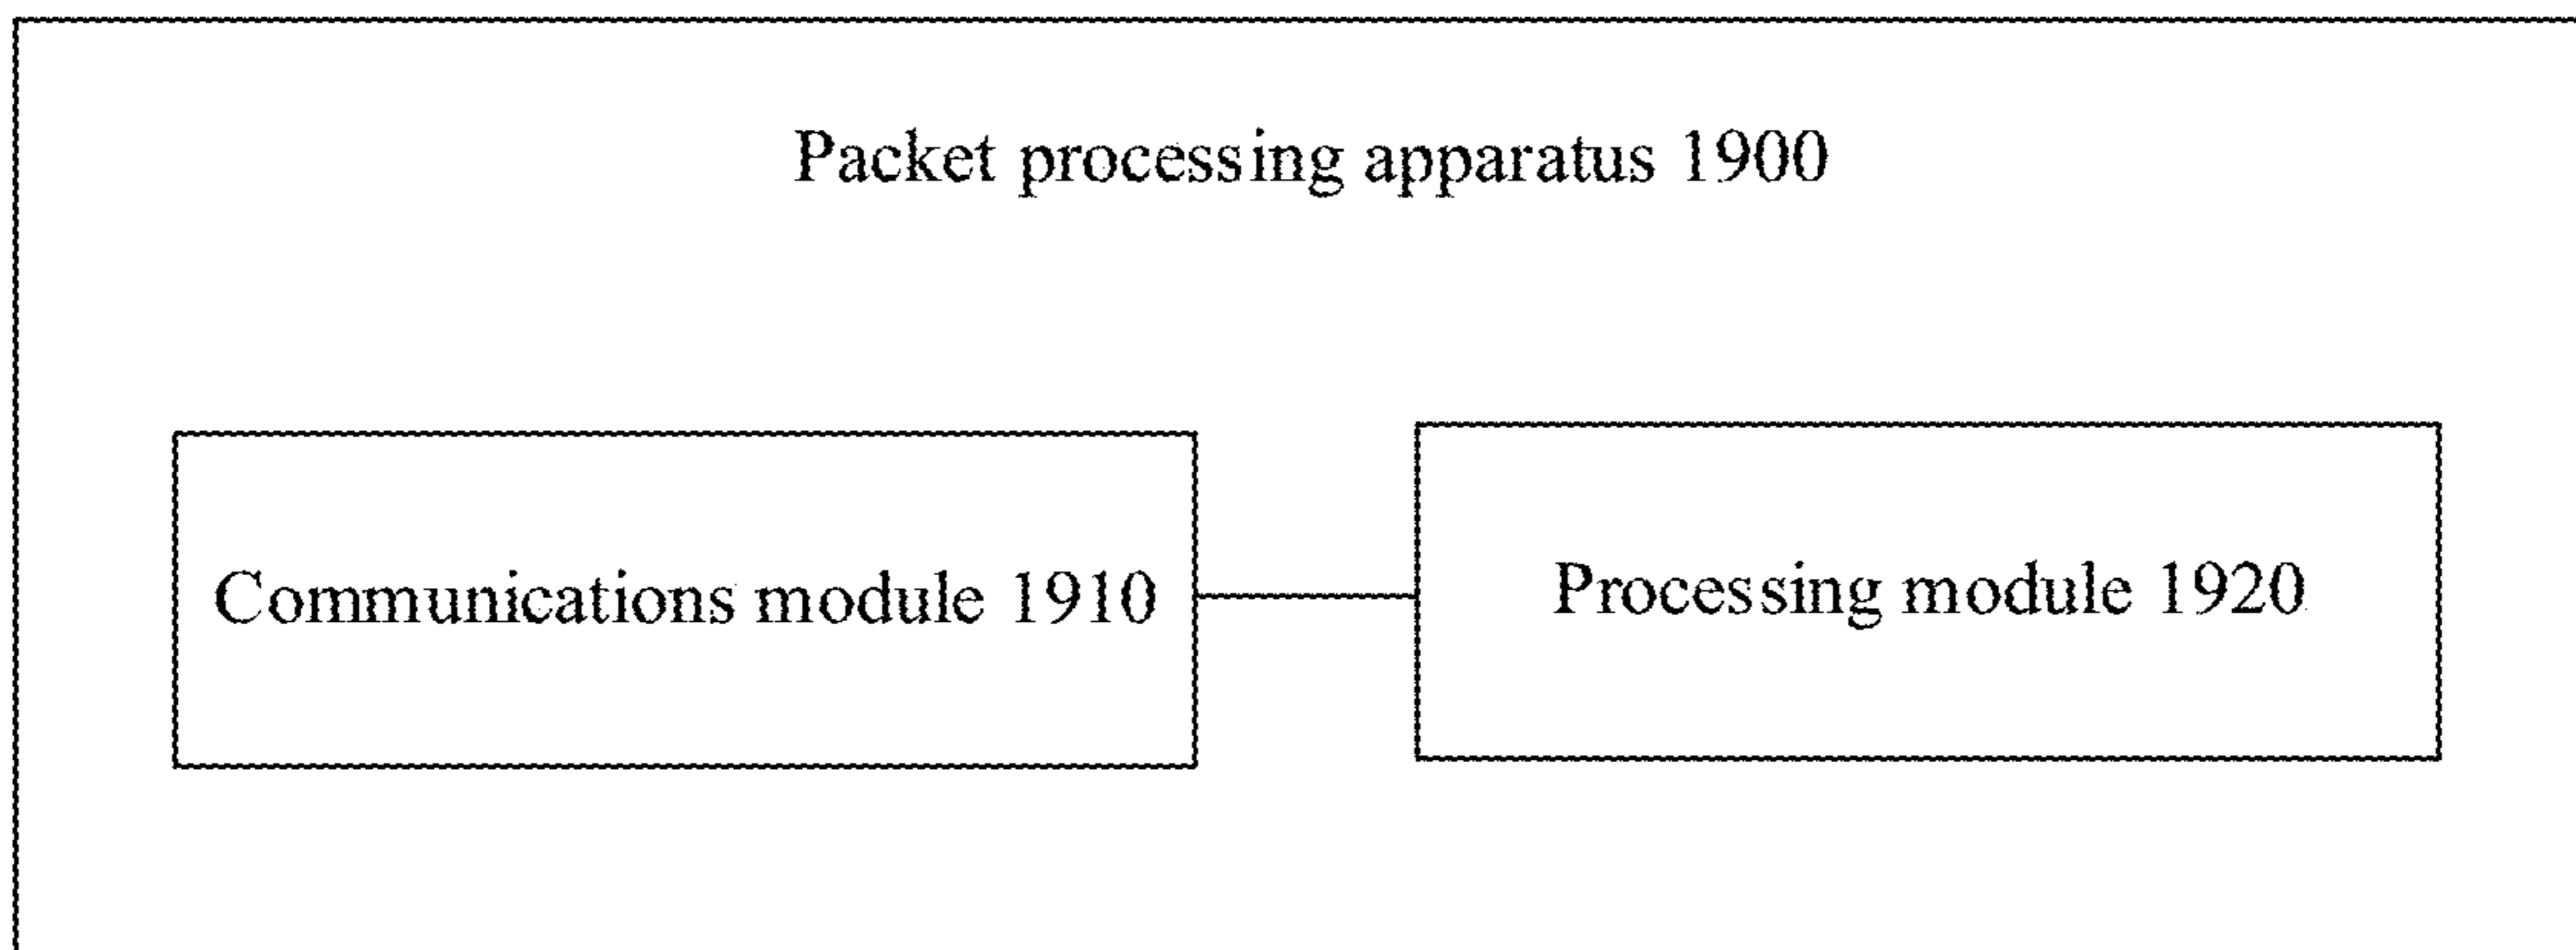 Packet processing apparatus 1900
Communications module 1910
Processing module 1920